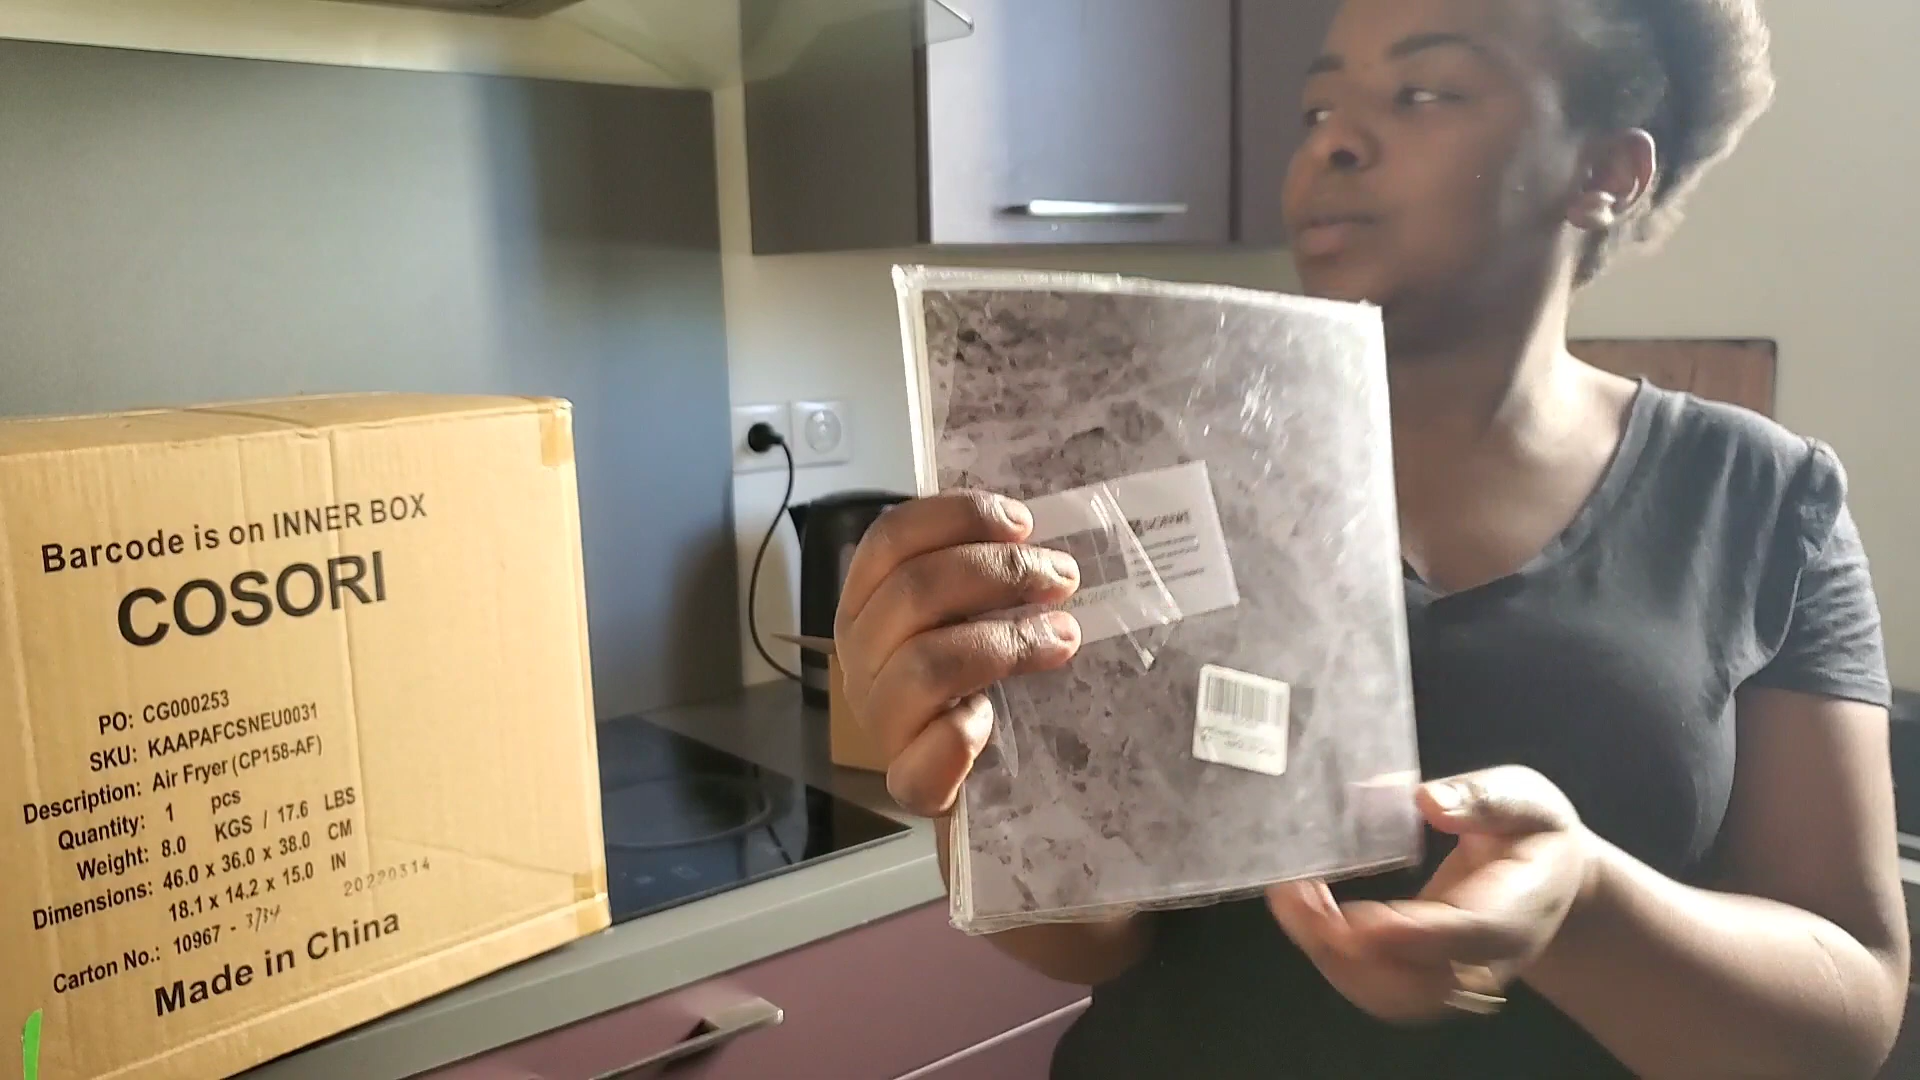 Barcode is on INNER BOX
COSORI
PO: CG000253
SKU: KAAPAFCSNEU0031
Description: Air Fryer (CP158-AF)
Quantity: 1 pcs
Weight: 8.0 KGS / 17.6 LBS
Dimensions: 46.0 x 36.0 x 38.0 CM
18.1 x 14.2 x 15.0 IN
20220314
Carton No.: 10967 - 3734
Made in China